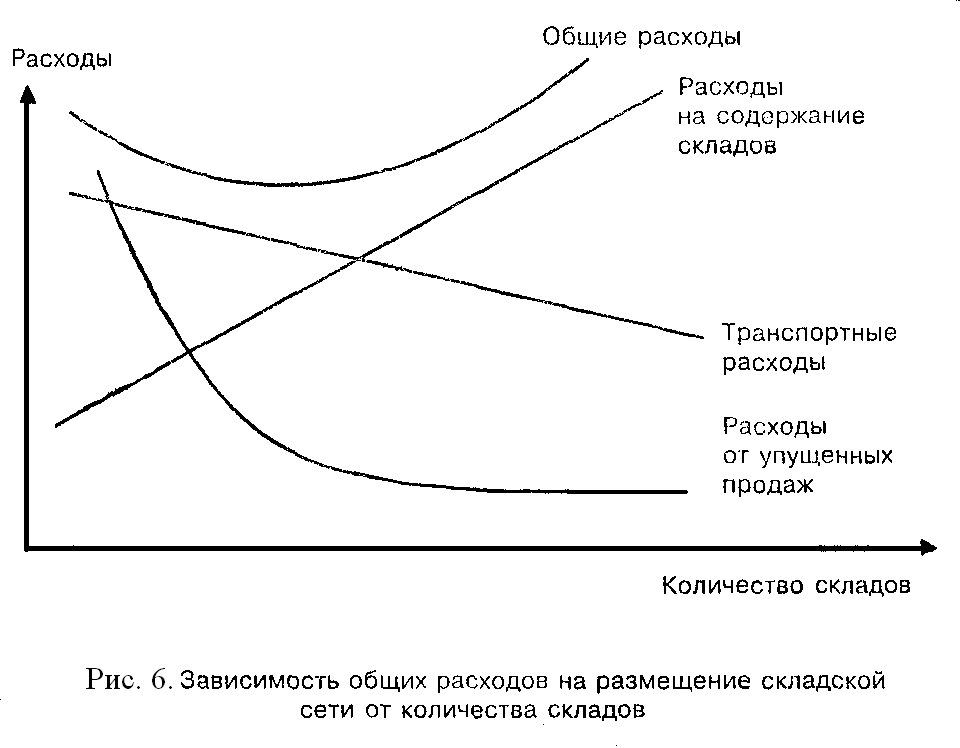 Общие расходы
Расходы
Расходы
на содержание
складов
Транспортные
расходы
Расходы
от упущенных
продаж
Количество складов
Рис. 6. Зависимость общих расходов на размещение складской
сети от количества складов